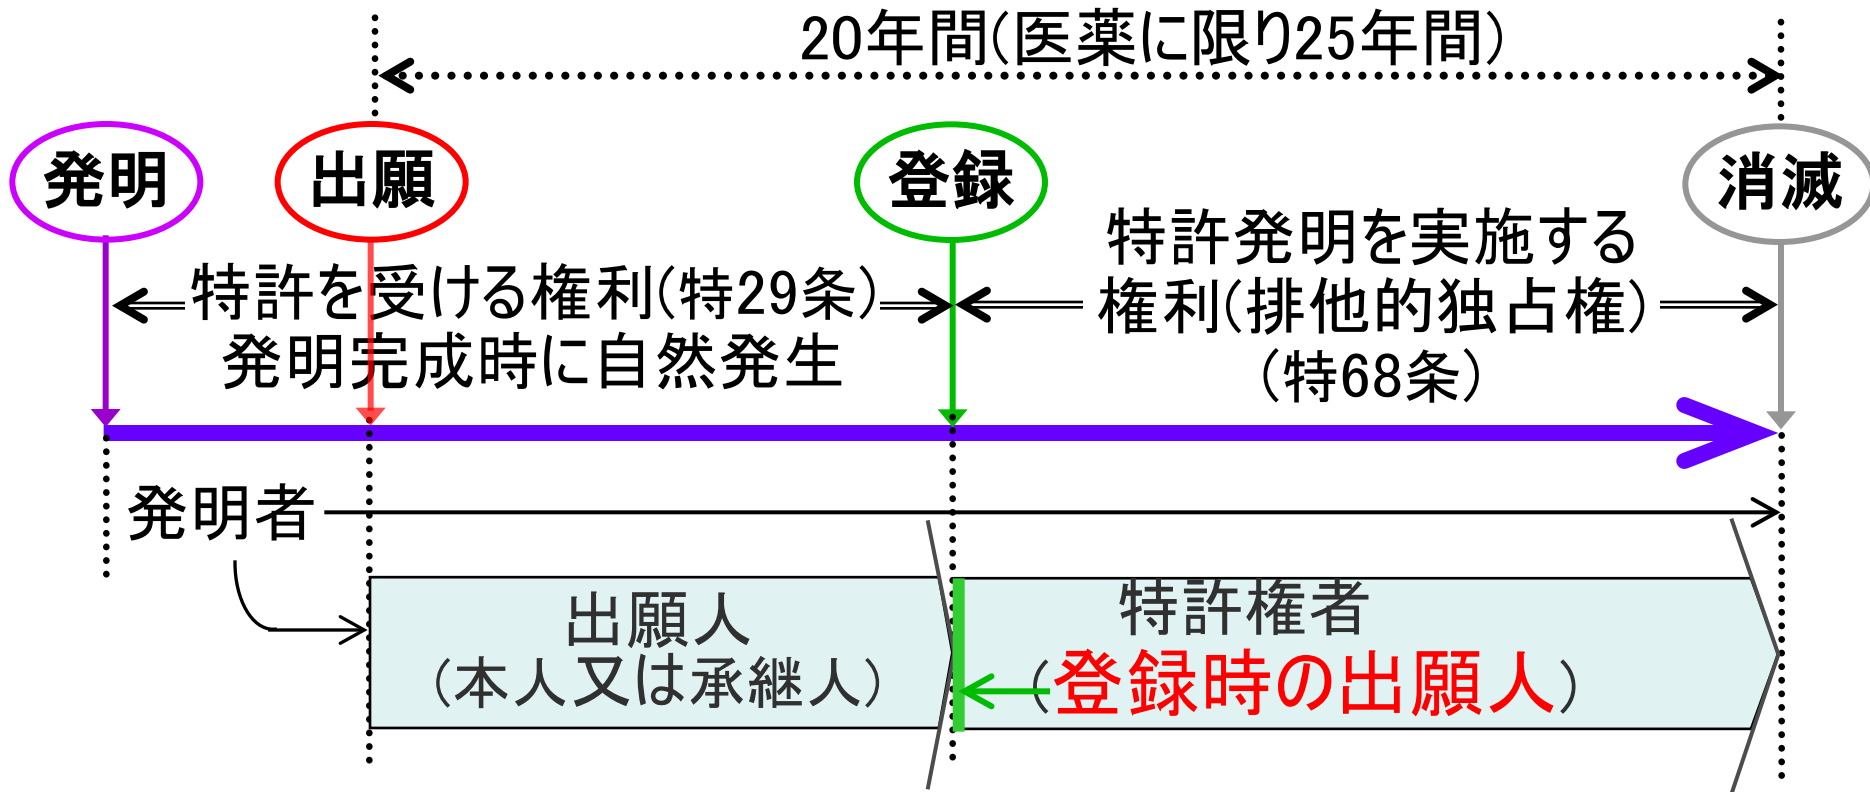 20年間(医薬に限り25年間)
発明
出願
登録
消滅
特許を受ける権利(特29条)
発明完成時に自然発生
特許発明を実施する
権利(排他的独占権)
(特68条)
発明者
出願人
(本人又は承継人)
特許権者
(登録時の出願人)